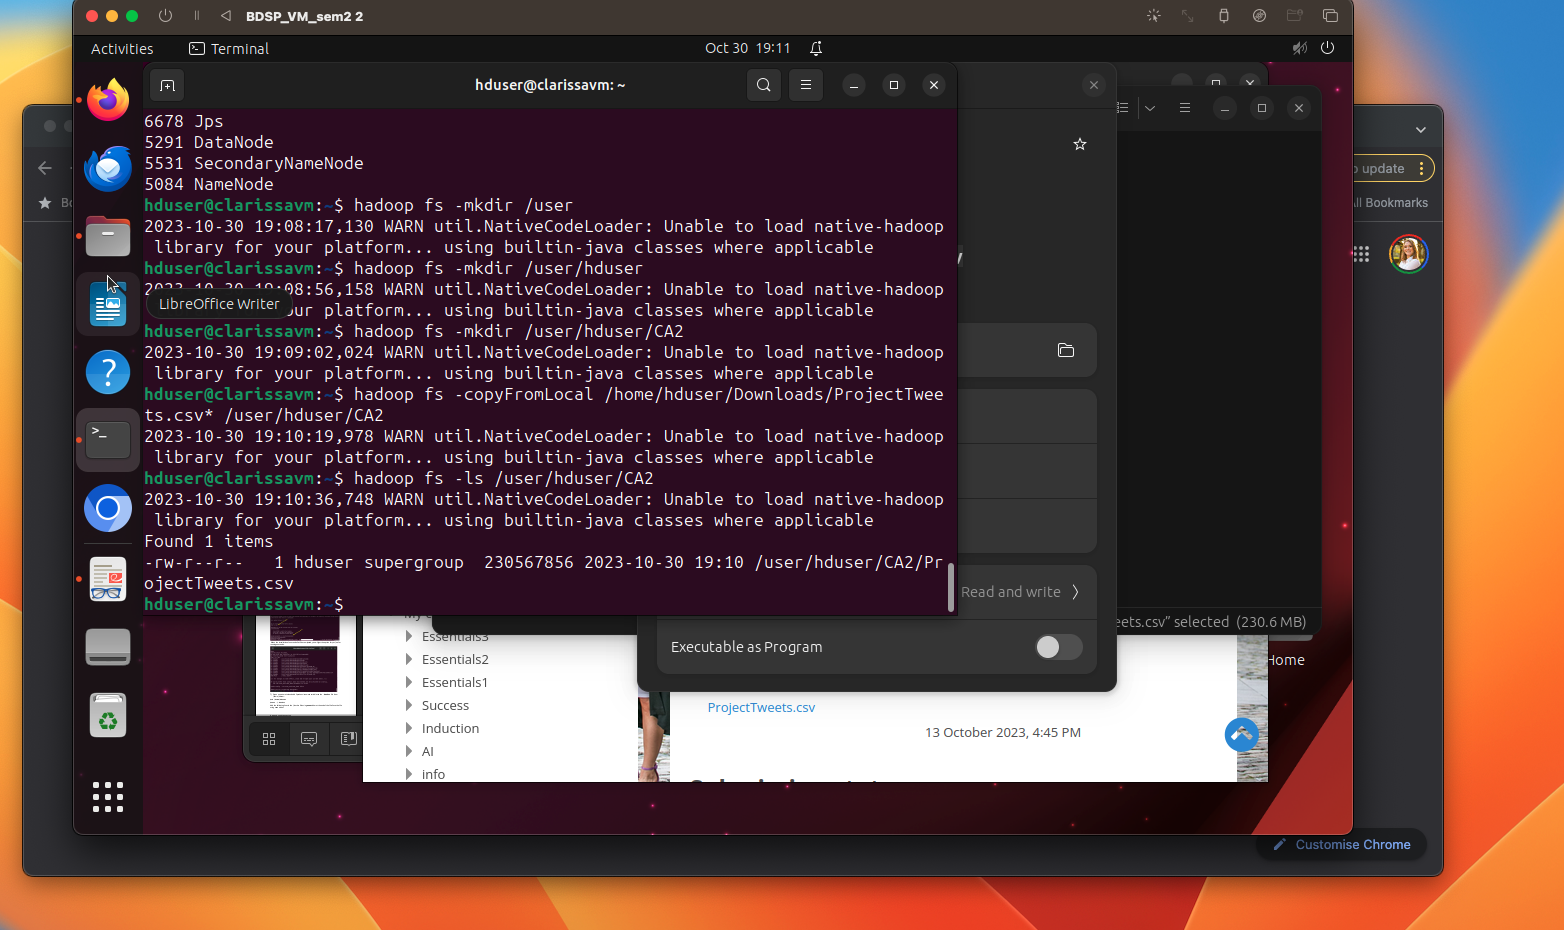 BDSP_VM_sem2 2
Activities
Terminal
Oct 30 19:11
hduser@clarissavm: ~
6678 Jps
5291 DataNode
5531 SecondaryNameNode
5084 NameNode
hduser@clarissavm:~$ hadoop fs -mkdir /user
2023-10-30 19:08:17,130 WARN util.NativeCodeLoader: Unable to load native-hadoop
library for your platform... using builtin-java classes where applicable
hduser@clarissavm:~$ hadoop fs -mkdir /user/hduser
:08:56,158 WARN util.NativeCodeLoader: Unable to load native-hadoop
LibreOffice Writer
our platform... using builtin-java classes where applicable
hduser@clarissavm:~$ hadoop fs -mkdir /user/hduser/CA2
2023-10-30 19:09:02,024 WARN util.NativeCodeLoader: Unable to load native-hadoop
library for your platform... using builtin-java classes where applicable
hduser@clarissavm:~$ hadoop fs -copyFromLocal /home/hduser/Downloads/ProjectTwee
ts.csv* /user/hduser/CA2
2023-10-30 19:10:19,978 WARN util.NativeCodeLoader: Unable to load native-hadoop
library for your platform... using builtin-java classes where applicable
hduser@clarissavm:~$ hadoop fs -ls /user/hduser/CA2
2023-10-30 19:10:36,748 WARN util.NativeCodeLoader: Unable to load native-hadoop
library for your platform... using builtin-java classes where applicable
Found 1 items
-rw-r--r-- 1 hduser supergroup 230567856 2023-10-30 19:10 /user/hduser/CA2/Pr
ojectTweets.csv
hduser@clarissavm:~$
update
ll Bookmarks
Read and write
eets.csv" selected (230.6 MB)
Executable as Program
Home
Essentials3
Essentials2
Essentials1
Success
Induction
AI
info
ProjectTweets.csv
13 October 2023, 4:45 PM
Customise Chrome